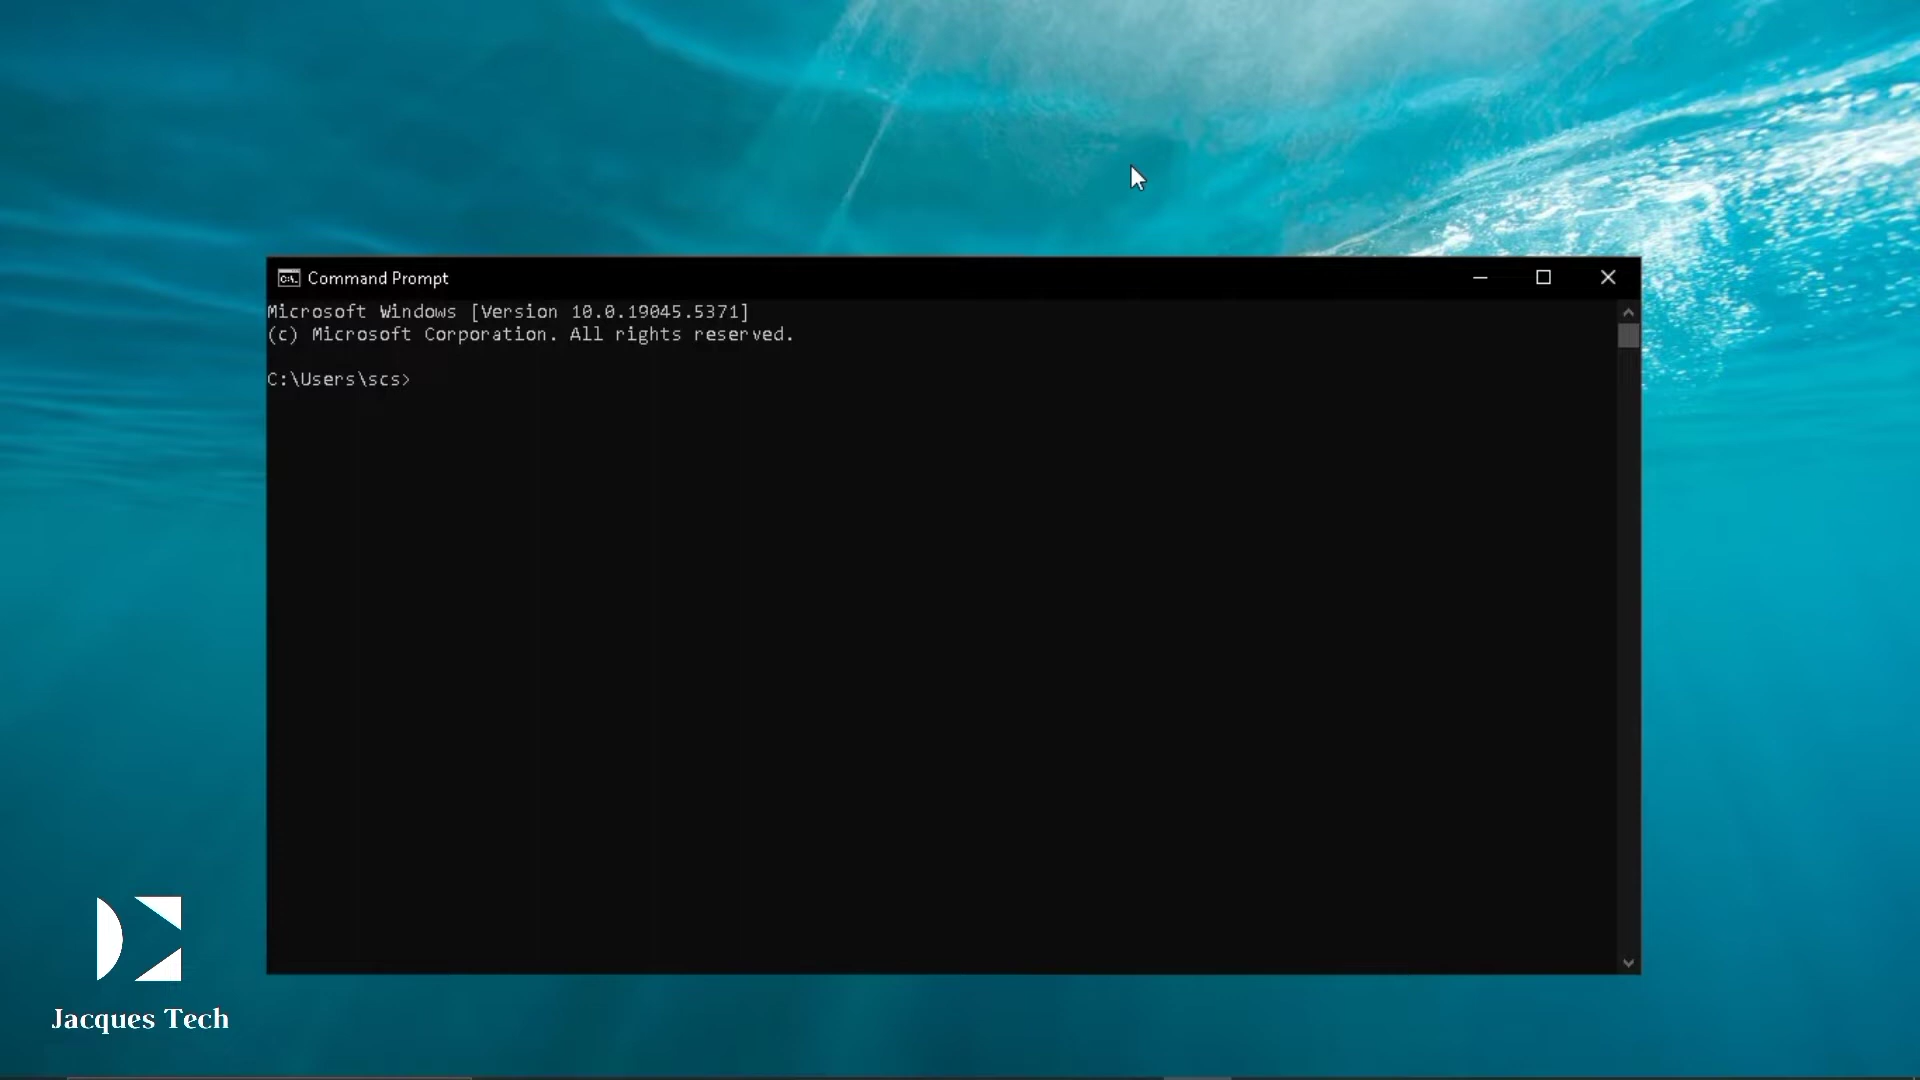 Command Prompt
Microsoft Windows [Version 10.0.19045.5371]
(c) Microsoft Corporation. All rights reserved.
C:\Users\scs>
Jacques Tech